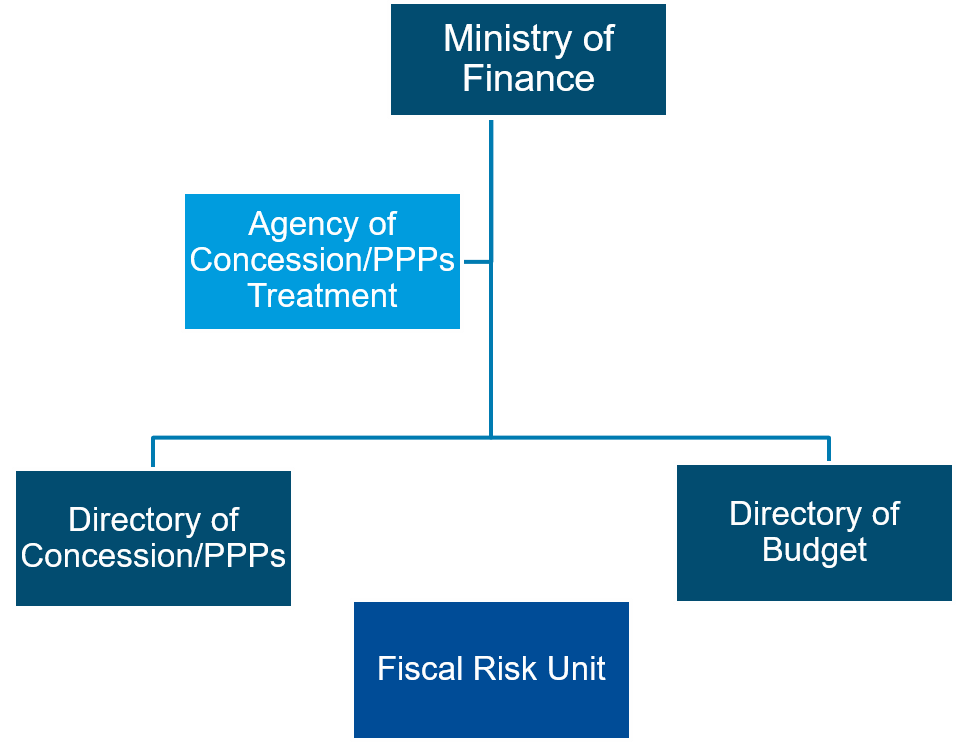 Ministry of
Finance
Agency of
Concession/PPPs
Treatment
Directory of
Concession/PPPs
Directory of
Budget
Fiscal Risk Unit